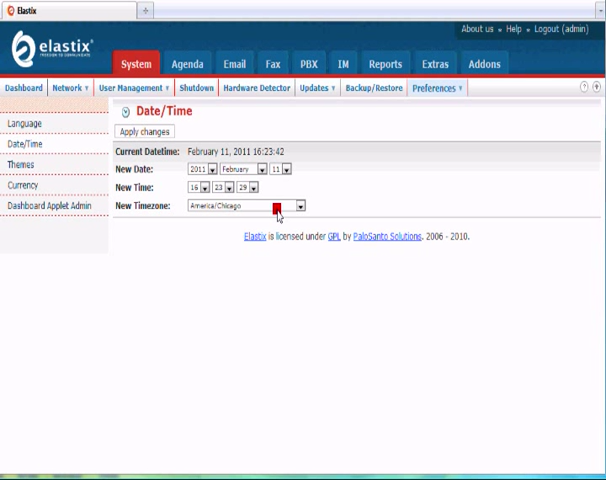 Elastix
About us Help Logout (admin)
elastix
FREEDOM TO COMMUNICATE
System Agenda Email Fax PBX IM Reports Extras Addons
Dashboard Network User Management Shutdown Hardware Detector Updates Backup/Restore Preferences
Date/Time
Language
Apply changes
Date/Time
Current Datetime: February 11, 2011 16:23:42
Themes
New Date: 2011 February 11
Currency
New Time: 16 23 29
Dashboard Applet Admin
New Timezone: America/Chicago
Elastix is licensed under GPL by PaloSanto Solutions. 2006 - 2010.